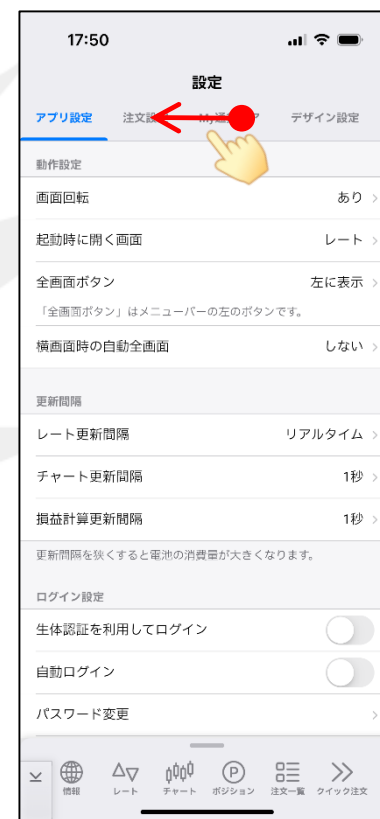 17:50
設定
アプリ設定 注文設 デザイン設定
動作設定
画面回転 あり
起動時に開く画面 レート
全画面ボタン 左に表示
「全画面ボタン」はメニューバーの左のボタンです。
横画面時の自動全画面 しない
更新間隔
レート更新間隔 リアルタイム
チャート更新間隔 1秒
損益計算更新間隔 1秒
更新間隔を狭くすると電池の消費量が大きくなります。
ログイン設定
生体認証を利用してログイン
自動ログイン
パスワード変更
情報 レート チャート P ポジション 注文一覧 クイック注文